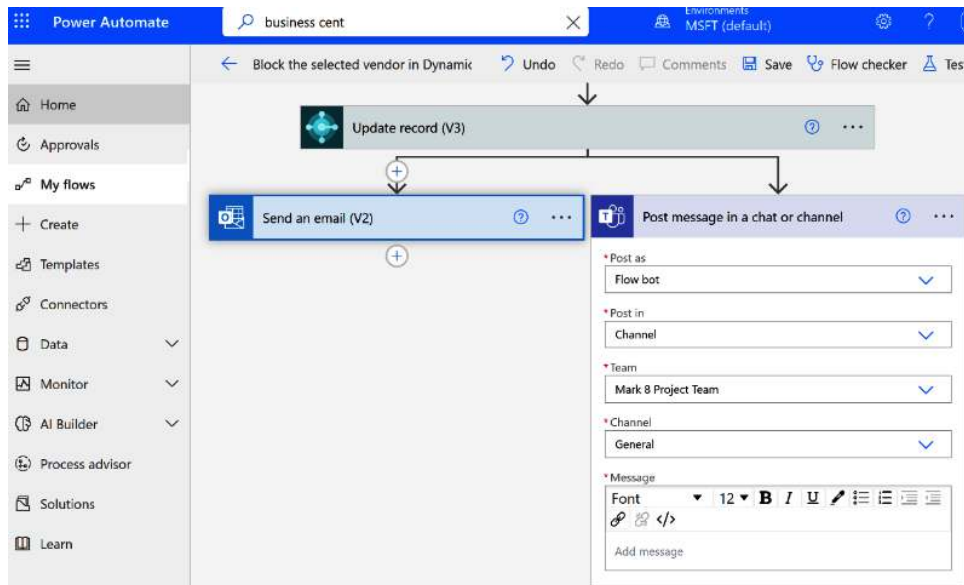 Power Automate
business cent
Environments
MSFT (default)
?
Block the selected vendor in Dynamic
Undo
Redo
Comments
Save
Flow checker
Tes
Home
Approvals
My flows
Create
Templates
Connectors
Data
Monitor
AI Builder
Process advisor
Solutions
Learn
Update record (V3)
Send an email (V2)
Post message in a chat or channel
*Post as
Flow bot
*Post in
Channel
*Team
Mark 8 Project Team
*Channel
General
*Message
Font 12 B I U
</>
Add message